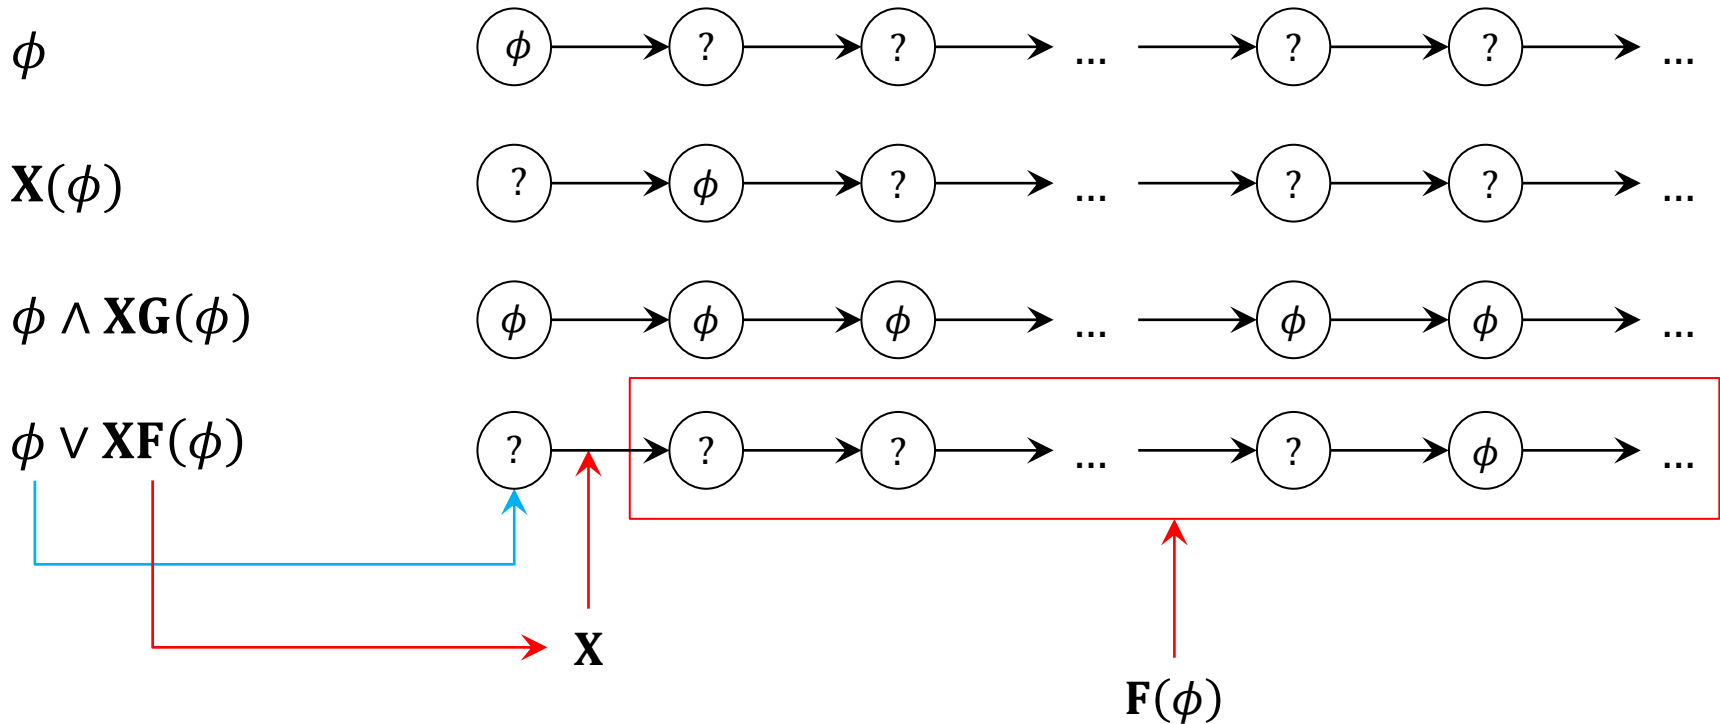 ϕ ϕ ? ? ... ? ? ...
𝐗(ϕ) ? ϕ ? ... ? ? ...
ϕ ∧ 𝐗𝐆(ϕ) ϕ ϕ ϕ ... ϕ ϕ ...
ϕ ∨ 𝐗𝐅(ϕ) ? ? ? ... ? ϕ ...
𝐗
𝐅(ϕ)